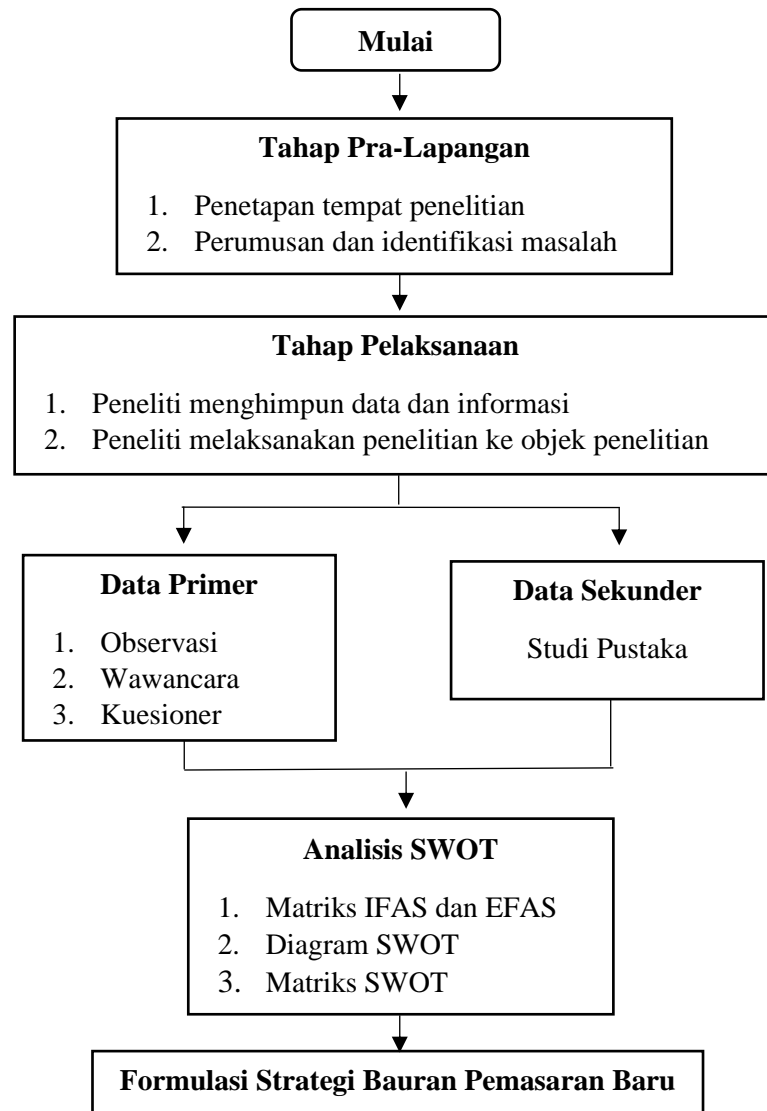 Mulai
Tahap Pra-Lapangan
1. Penetapan tempat penelitian
2. Perumusan dan identifikasi masalah
Tahap Pelaksanaan
1. Peneliti menghimpun data dan informasi
2. Peneliti melaksanakan penelitian ke objek penelitian
Data Primer
1. Observasi
2. Wawancara
3. Kuesioner
Data Sekunder
Studi Pustaka
Analisis SWOT
1. Matriks IFAS dan EFAS
2. Diagram SWOT
3. Matriks SWOT
Formulasi Strategi Bauran Pemasaran Baru